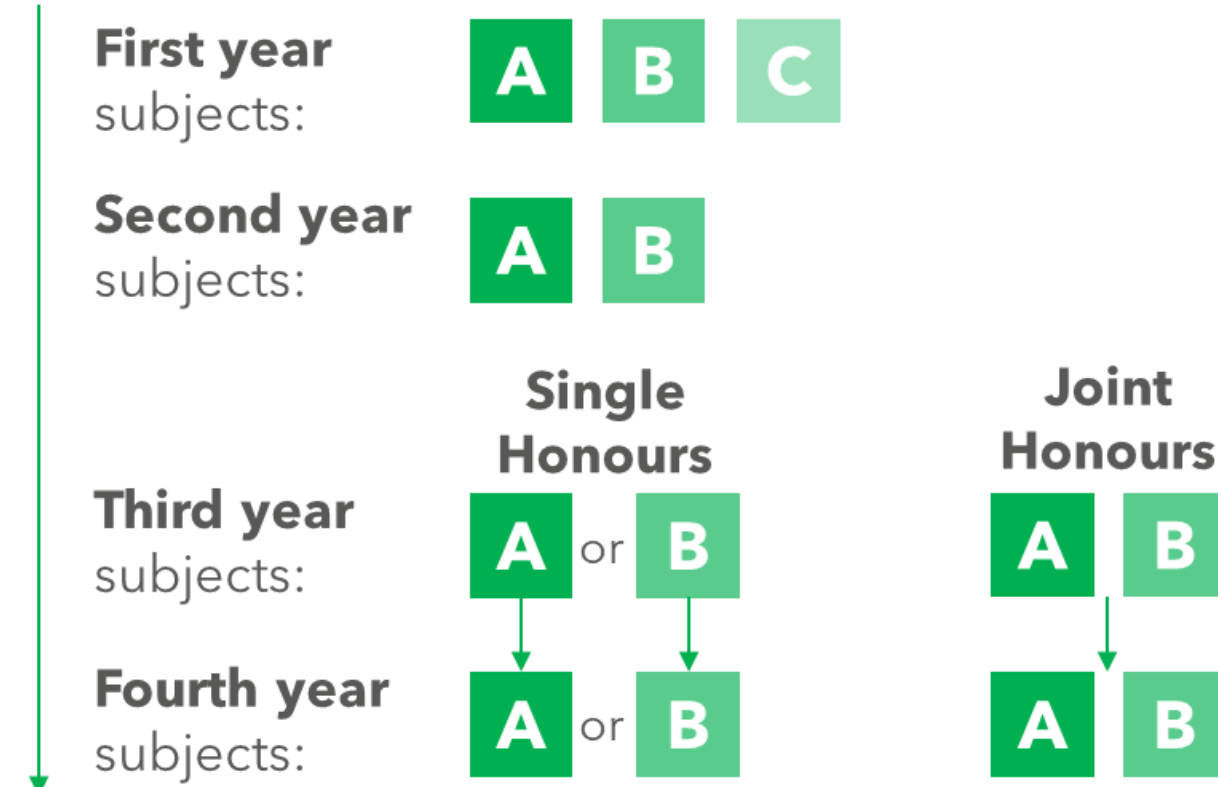 First year
subjects:
A B C
Second year
subjects:
A B
Single
Honours
Joint
Honours
Third year
subjects:
A or B
A B
Fourth year
subjects:
A or B
A B